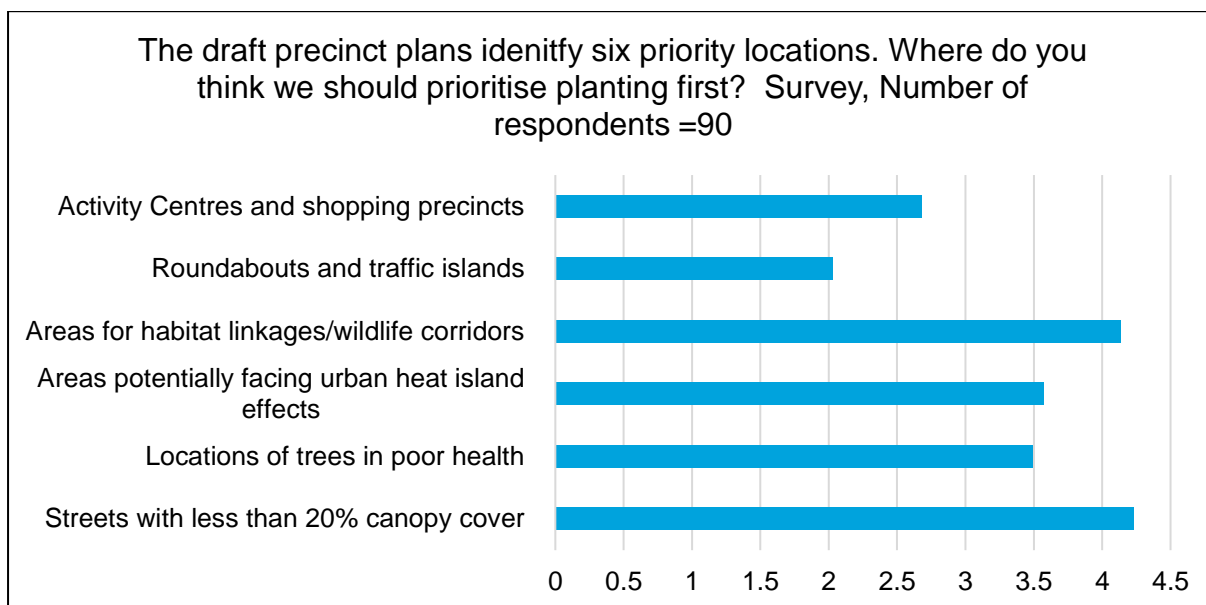 The draft precinct plans idenitfy six priority locations. Where do you
think we should prioritise planting first?  Survey, Number of
respondents =90
Activity Centres and shopping precincts
Roundabouts and traffic islands
Areas for habitat linkages/wildlife corridors
Areas potentially facing urban heat island
effects
Locations of trees in poor health
Streets with less than 20% canopy cover
0 0.5 1 1.5 2 2.5 3 3.5 4 4.5